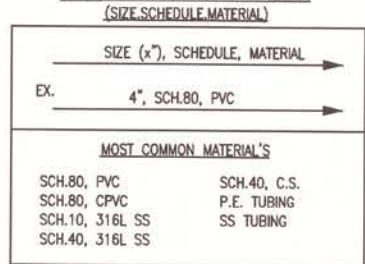 (SIZE,SCHEDULE,MATERIAL)
SIZE (x"), SCHEDULE, MATERIAL
EX.
4", SCH.80, PVC
MOST COMMON MATERIAL'S
SCH.80, PVC
SCH.80, CPVC
SCH.10, 316L SS
SCH.40, 316L SS
SCH.40, C.S.
P.E. TUBING
SS TUBING